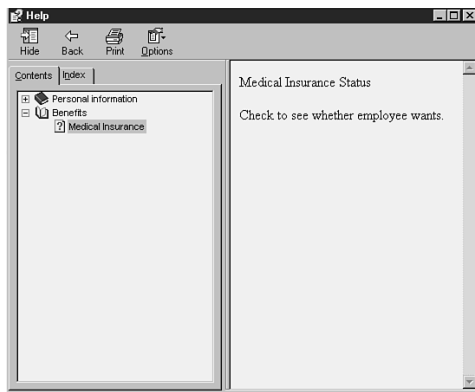 Help
Hide Back Print Options
Contents Index
Personal information
Benefits
Medical Insurance
Medical Insurance Status
Check to see whether employee wants.